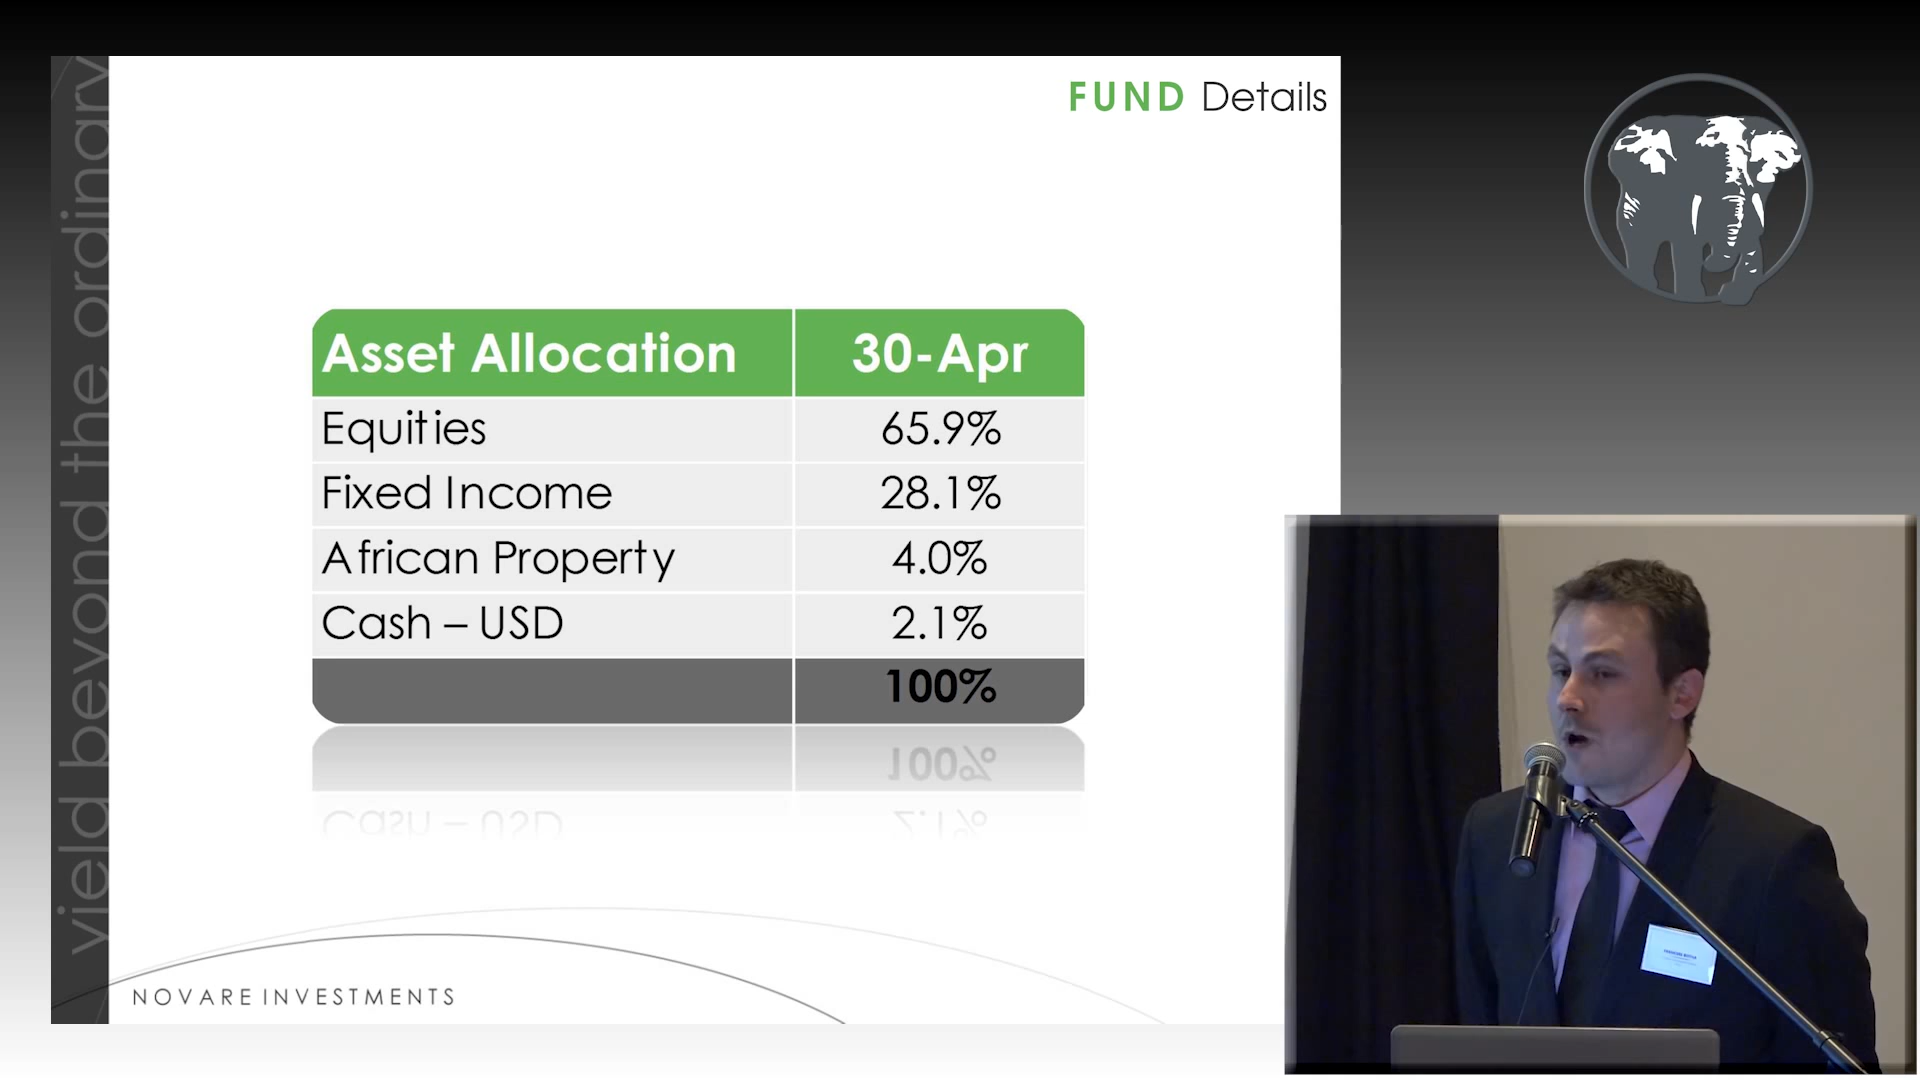 yield beyond the ordinary
FUND Details
Asset Allocation 30-Apr
Equities 65.9%
Fixed Income 28.1%
African Property 4.0%
Cash – USD 2.1%
100%
NOVARE INVESTMENTS